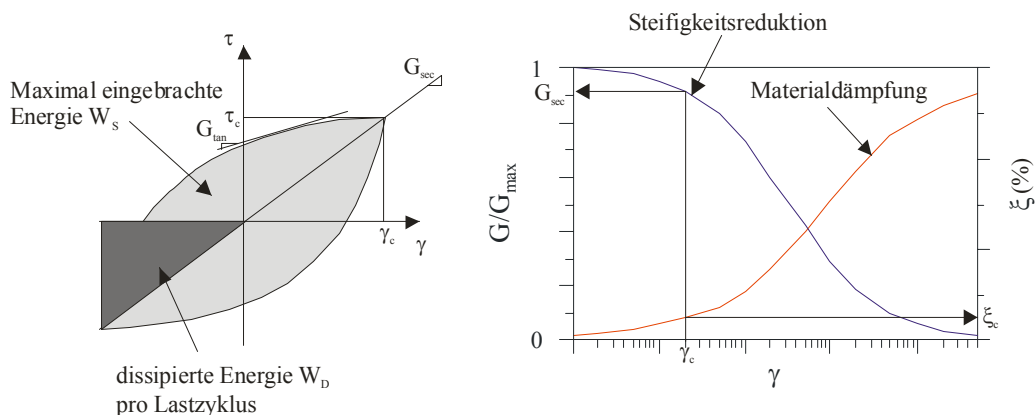 τ
G_sec
Maximal eingebrachte
Energie W_S
τ_c
G_tan
γ_c
γ
dissipierte Energie W_D
pro Lastzyklus
Steifigkeitsreduktion
1
G_sec
Materialdämpfung
G/G_max
ξ (%)
0
ξ_c
γ_c
γ